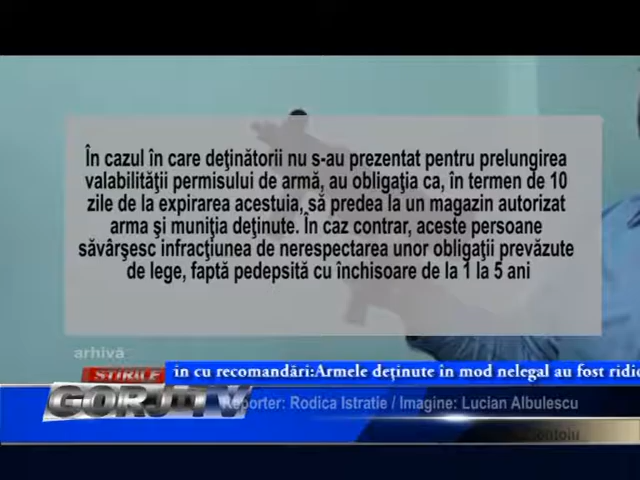 În cazul în care deţinătorii nu s-au prezentat pentru prelungirea
valabilităţii permisului de armă, au obligaţia ca, în termen de 10
zile de la expirarea acestuia, să predea la un magazin autorizat
arma şi muniţia deţinute. În caz contrar, aceste persoane
săvârşesc infracţiunea de nerespectarea unor obligaţii prevăzute
de lege, faptă pedepsită cu închisoare de la 1 la 5 ani
arhivă
ŞTIRILE
in cu recomandări:Armele deţinute în mod nelegal au fost ridic
GORJ TV
Reporter: Rodica Istratie / Imagine: Lucian Albulescu